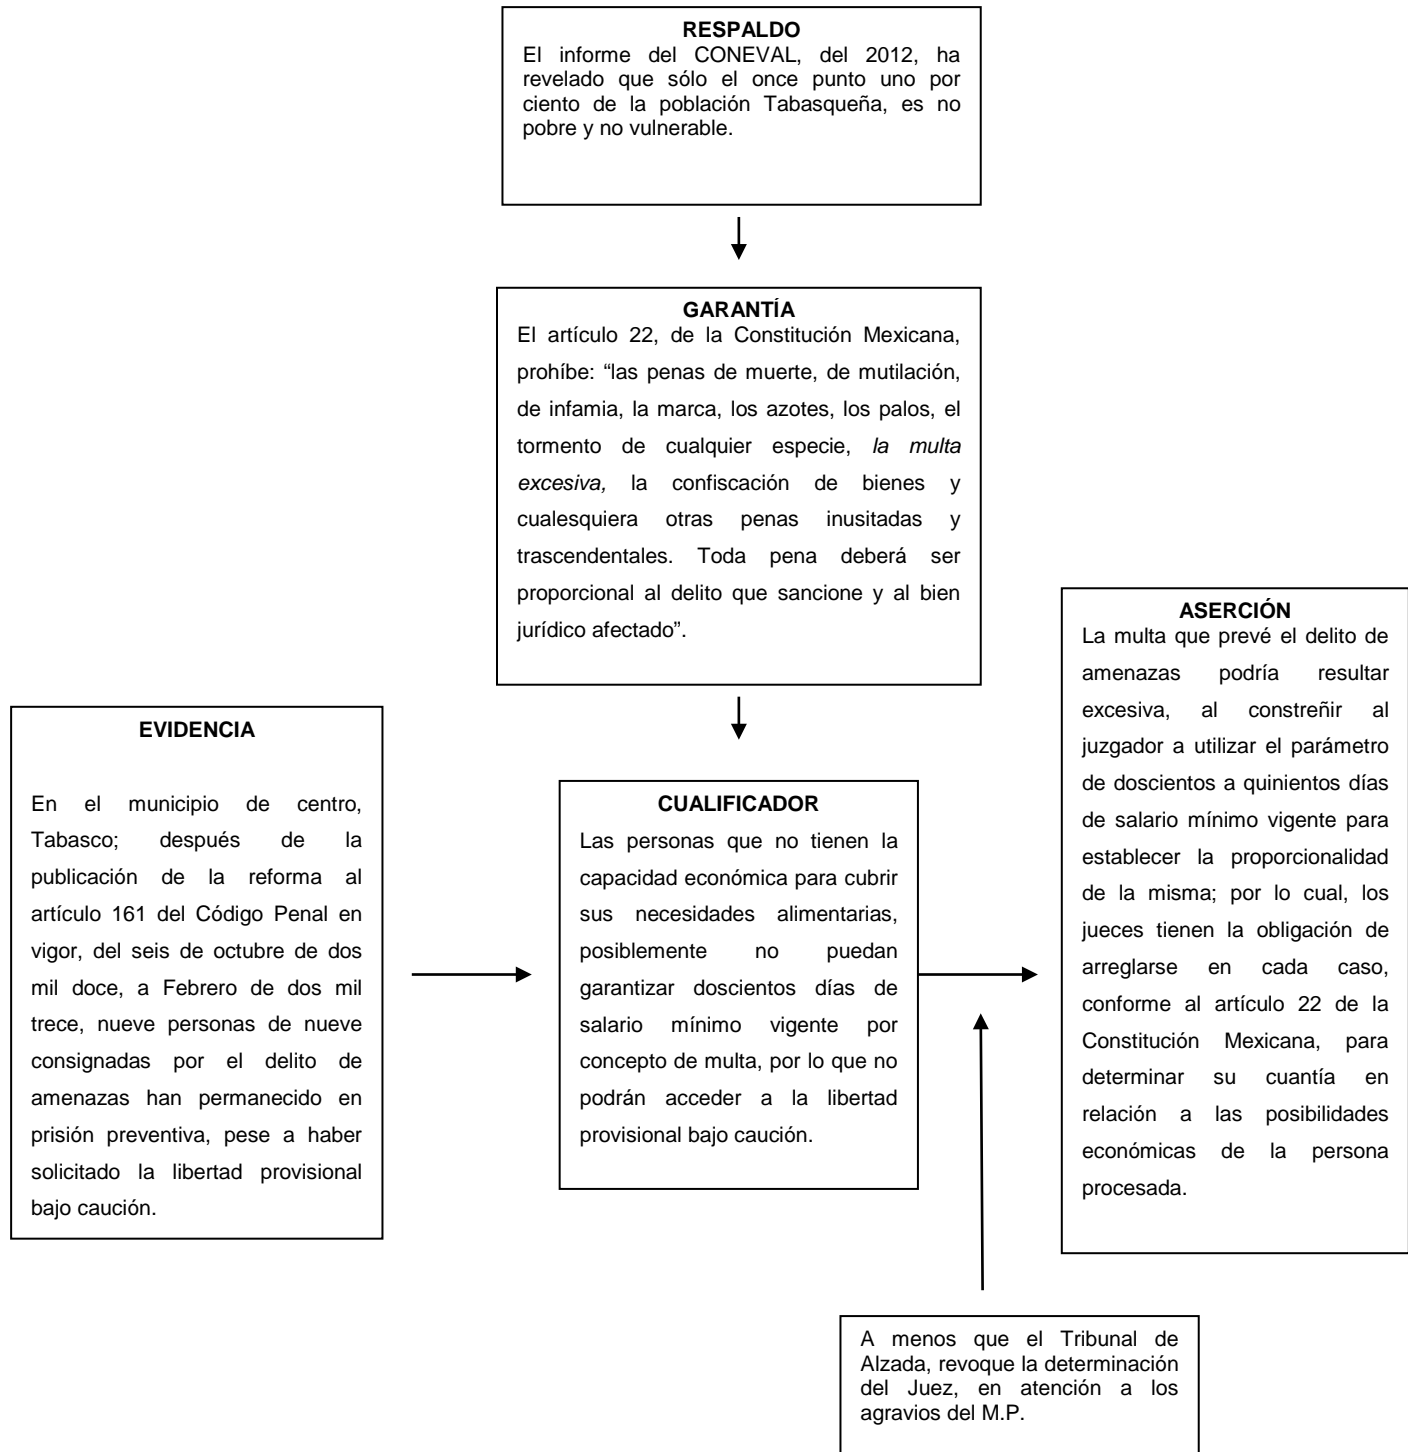 RESPALDO
El informe del CONEVAL, del 2012, ha
revelado que sólo el once punto uno por
ciento de la población Tabasqueña, es no
pobre y no vulnerable.
GARANTÍA
El artículo 22, de la Constitución Mexicana,
prohíbe: “las penas de muerte, de mutilación,
de infamia, la marca, los azotes, los palos, el
tormento de cualquier especie, la multa
excesiva, la confiscación de bienes y
cualesquiera otras penas inusitadas y
trascendentales. Toda pena deberá ser
proporcional al delito que sancione y al bien
jurídico afectado”.
EVIDENCIA
En el municipio de centro,
Tabasco; después de la
publicación de la reforma al
artículo 161 del Código Penal en
vigor, del seis de octubre de dos
mil doce, a Febrero de dos mil
trece, nueve personas de nueve
consignadas por el delito de
amenazas han permanecido en
prisión preventiva, pese a haber
solicitado la libertad provisional
bajo caución.
CUALIFICADOR
Las personas que no tienen la
capacidad económica para cubrir
sus necesidades alimentarias,
posiblemente no puedan
garantizar doscientos días de
salario mínimo vigente por
concepto de multa, por lo que no
podrán acceder a la libertad
provisional bajo caución.
ASERCIÓN
La multa que prevé el delito de
amenazas podría resultar
excesiva, al constreñir al
juzgador a utilizar el parámetro
de doscientos a quinientos días
de salario mínimo vigente para
establecer la proporcionalidad
de la misma; por lo cual, los
jueces tienen la obligación de
arreglarse en cada caso,
conforme al artículo 22 de la
Constitución Mexicana, para
determinar su cuantía en
relación a las posibilidades
económicas de la persona
procesada.
A menos que el Tribunal de
Alzada, revoque la determinación
del Juez, en atención a los
agravios del M.P.